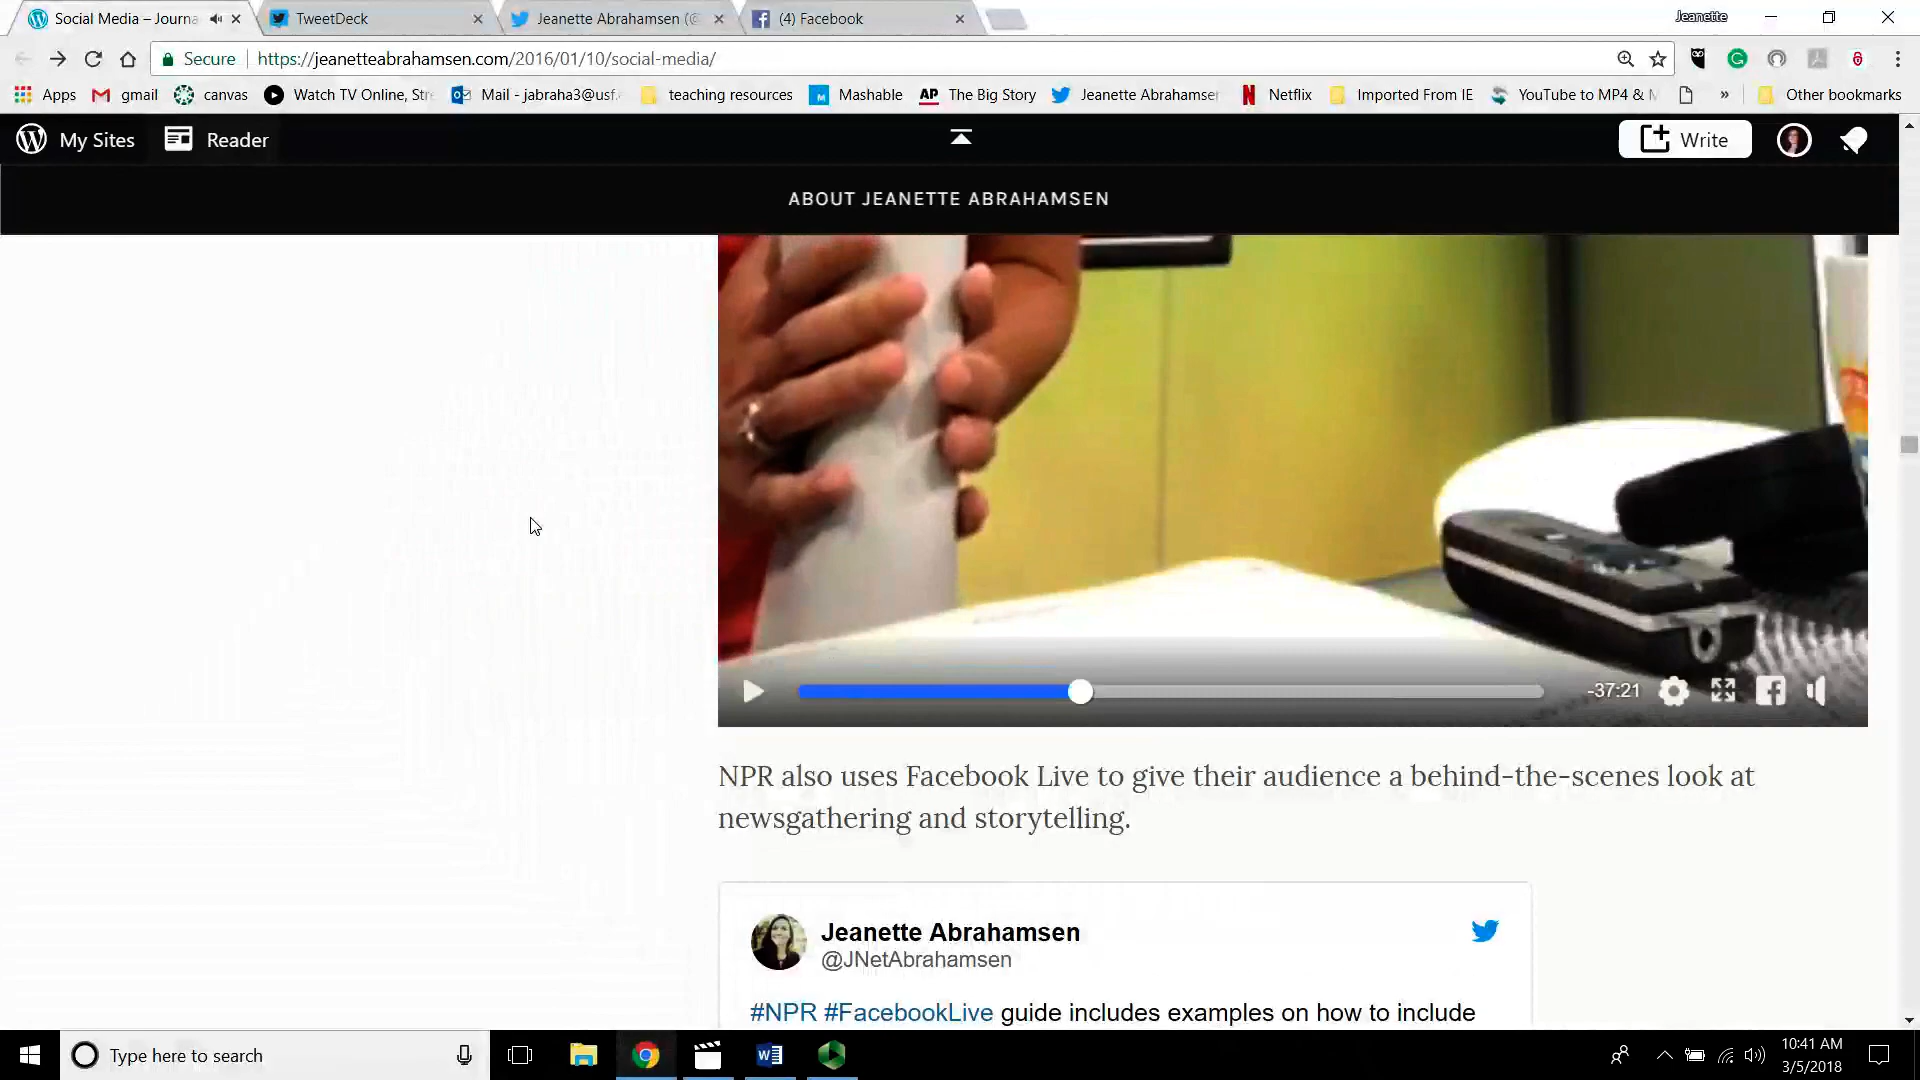 Social Media – Journa
TweetDeck
Jeanette Abrahamsen (@
(4) Facebook
Jeanette
Secure
https://jeanetteabrahamsen.com/2016/01/10/social-media/
Apps
gmail
canvas
Watch TV Online, Str
Mail - jabraha3@usf.
teaching resources
M
Mashable
AP
The Big Story
Jeanette Abrahamser
Netflix
Imported From IE
YouTube to MP4 & M
»
Other bookmarks
My Sites
Reader
Write
ABOUT JEANETTE ABRAHAMSEN
-37:21
NPR also uses Facebook Live to give their audience a behind-the-scenes look at
newsgathering and storytelling.
Jeanette Abrahamsen
@JNetAbrahamsen
#NPR #FacebookLive guide includes examples on how to include
Type here to search
10:41 AM
3/5/2018